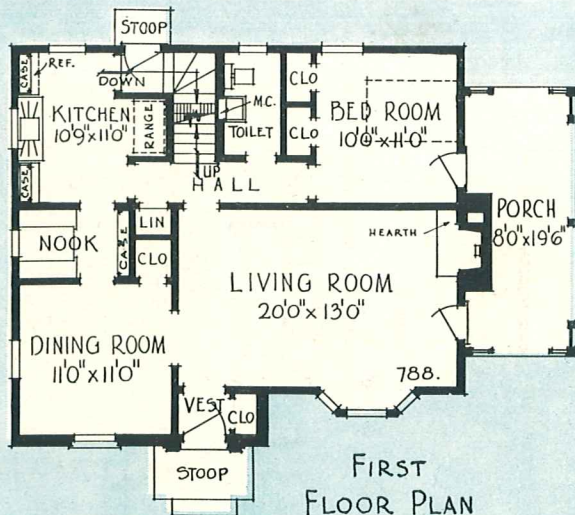 STOOP
CASE
REF.
DOWN
KITCHEN
10'9"x11'0"
RANGE
CASE
UP
HALL
M.C.
TOILET
CLO
CLO
BED ROOM
10'0"x11'0"
PORCH
8'0"x19'6"
NOOK
CASE
LIN
CLO
HEARTH
LIVING ROOM
20'0"x13'0"
DINING ROOM
11'0"x11'0"
788.
VEST
CLO
STOOP
FIRST
FLOOR PLAN